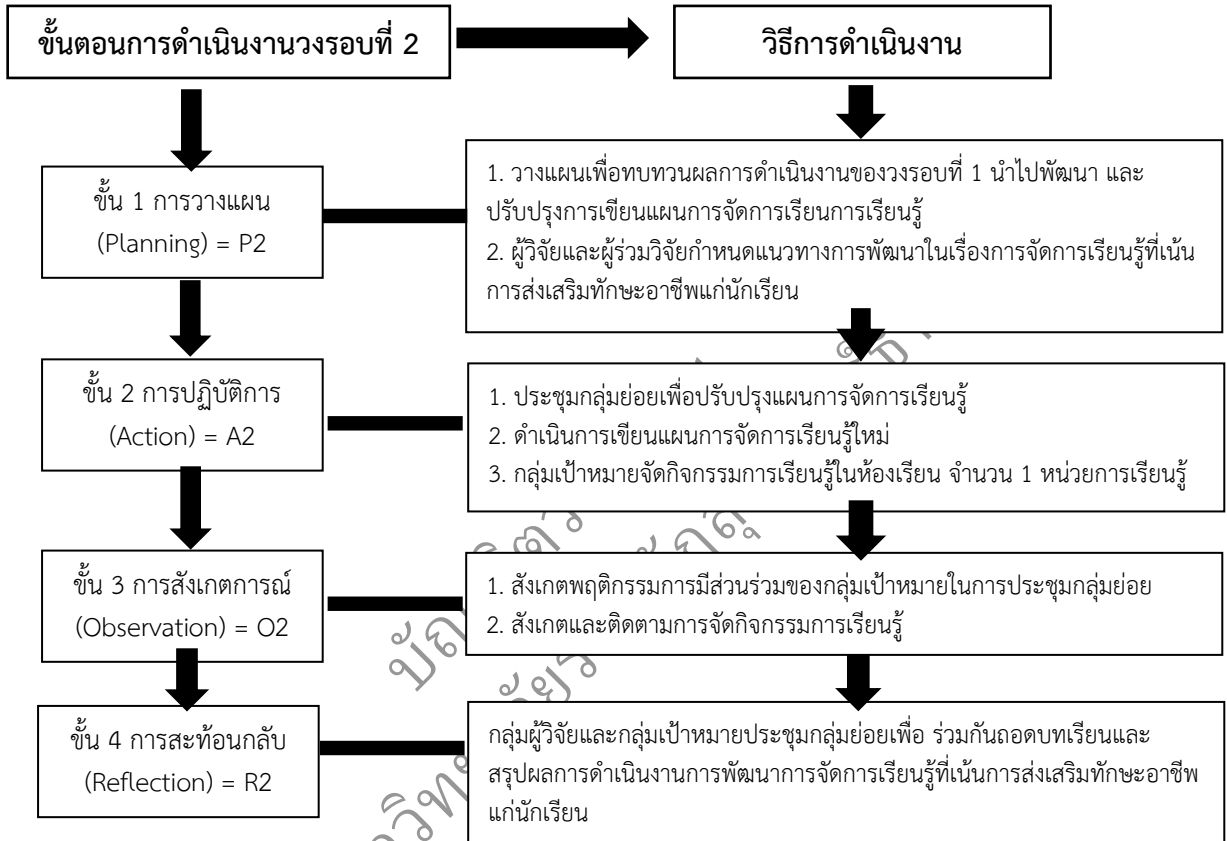 ขั้นตอนการดำเนินงานวงรอบที่ 2
วิธีการดำเนินงาน
ขั้น 1 การวางแผน
(Planning) = P2
1. วางแผนเพื่อทบทวนผลการดำเนินงานของวงรอบที่ 1 นำไปพัฒนา และ
ปรับปรุงการเขียนแผนการจัดการเรียนการเรียนรู้
2. ผู้วิจัยและผู้ร่วมวิจัยกำหนดแนวทางการพัฒนาในเรื่องการจัดการเรียนรู้ที่เน้น
การส่งเสริมทักษะอาชีพแก่นักเรียน
ขั้น 2 การปฏิบัติการ
(Action) = A2
1. ประชุมกลุ่มย่อยเพื่อปรับปรุงแผนการจัดการเรียนรู้
2. ดำเนินการเขียนแผนการจัดการเรียนรู้ใหม่
3. กลุ่มเป้าหมายจัดกิจกรรมการเรียนรู้ในห้องเรียน จำนวน 1 หน่วยการเรียนรู้
ขั้น 3 การสังเกตการณ์
(Observation) = O2
1. สังเกตพฤติกรรมการมีส่วนร่วมของกลุ่มเป้าหมายในการประชุมกลุ่มย่อย
2. สังเกตและติดตามการจัดกิจกรรมการเรียนรู้
ขั้น 4 การสะท้อนกลับ
(Reflection) = R2
กลุ่มผู้วิจัยและกลุ่มเป้าหมายประชุมกลุ่มย่อยเพื่อ ร่วมกันถอดบทเรียนและ
สรุปผลการดำเนินงานการพัฒนาการจัดการเรียนรู้ที่เน้นการส่งเสริมทักษะอาชีพ
แก่นักเรียน